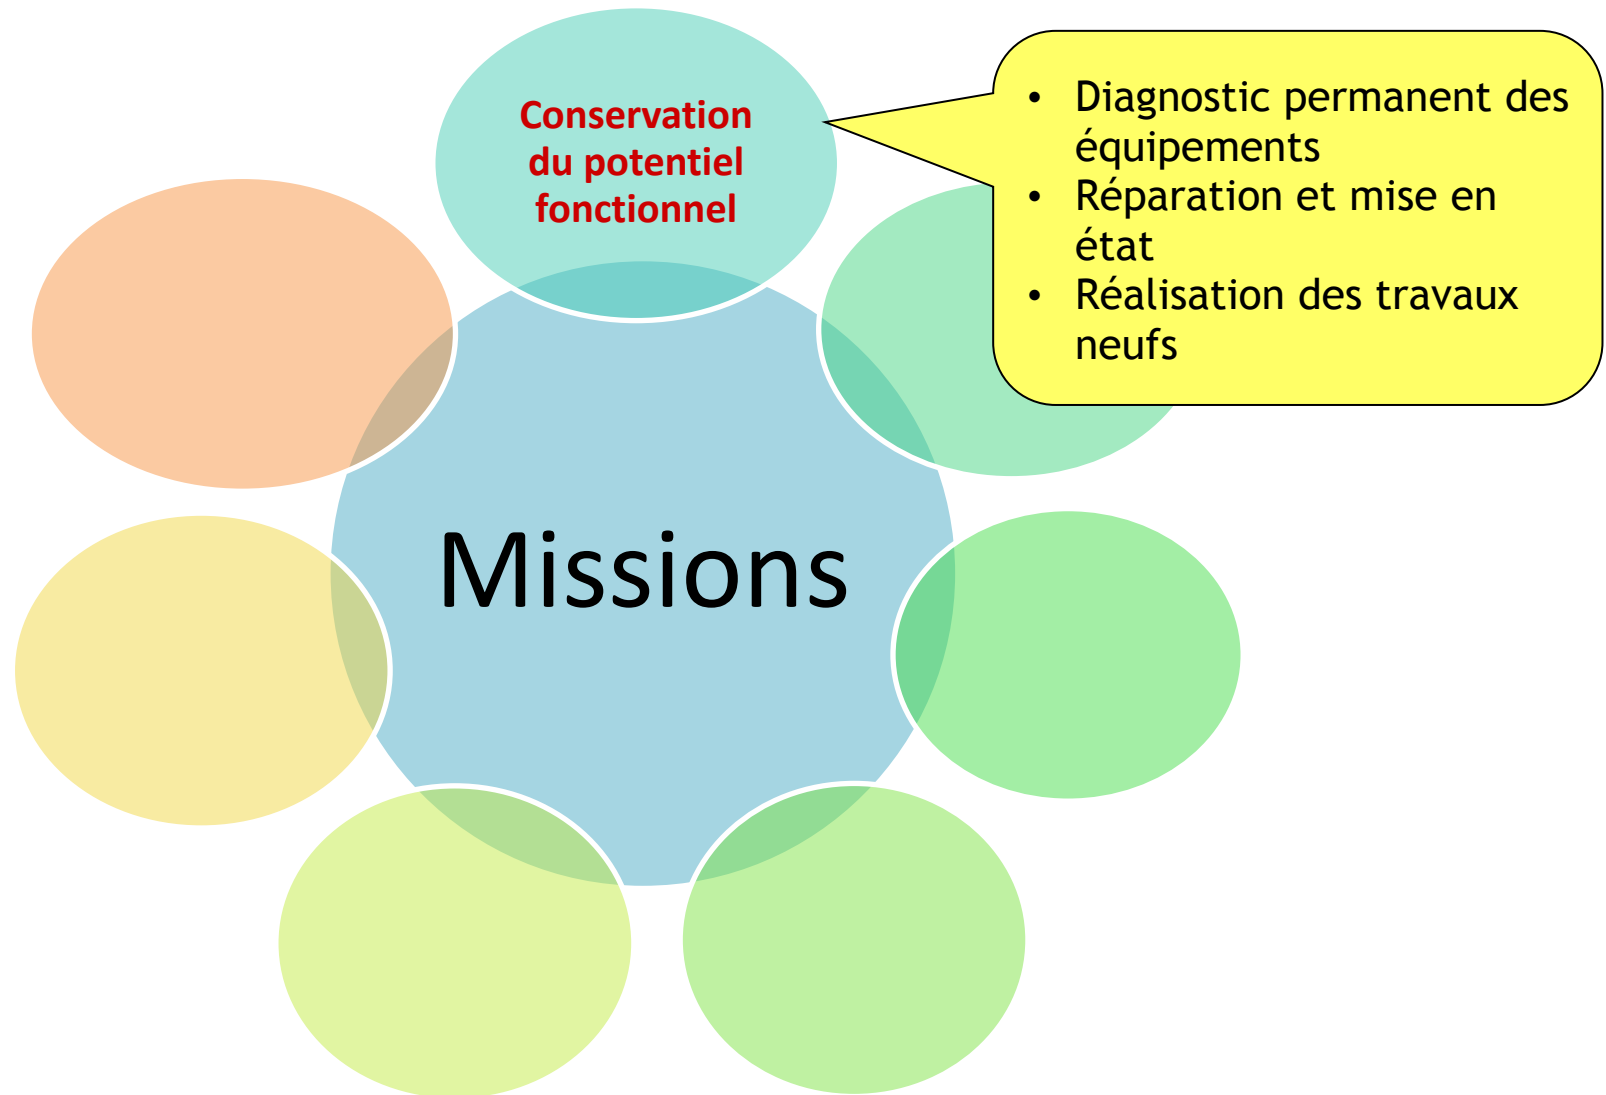 Conservation
du potentiel
fonctionnel
• Diagnostic permanent des
équipements
• Réparation et mise en
état
• Réalisation des travaux
neufs
Missions